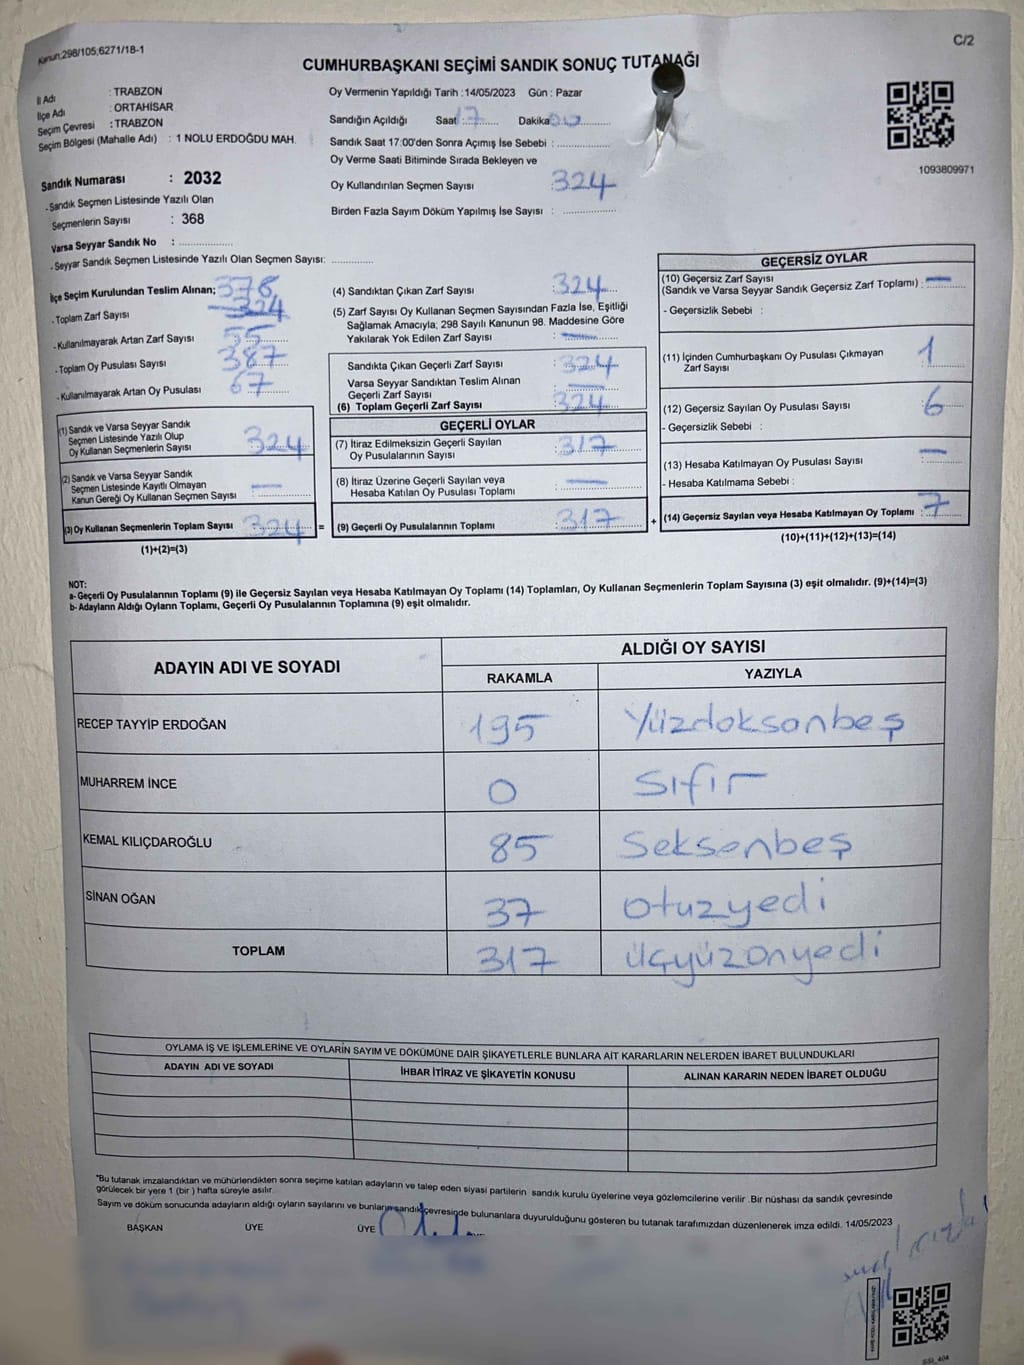 Kanun;298/105;6271/18-1
C/2
CUMHURBAŞKANI SEÇİMİ SANDIK SONUÇ TUTANAĞI
İl Adı : TRABZON
İlçe Adı : ORTAHİSAR
Seçim Çevresi : TRABZON
Seçim Bölgesi (Mahalle Adı) : 1 NOLU ERDOĞDU MAH.
Oy Vermenin Yapıldığı Tarih :14/05/2023 Gün : Pazar
Sandığın Açıldığı Saat : 17 Dakika 00
Sandık Saat 17:00'den Sonra Açımış İse Sebebi :
Oy Verme Saati Bitiminde Sırada Bekleyen ve
Oy Kullandırılan Seçmen Sayısı : 324
Birden Fazla Sayım Döküm Yapılmış İse Sayısı :
1093809971
Sandık Numarası : 2032
- Sandık Seçmen Listesinde Yazılı Olan
Seçmenlerin Sayısı : 368
Varsa Seyyar Sandık No :
- Seyyar Sandık Seçmen Listesinde Yazılı Olan Seçmen Sayısı:
İlçe Seçim Kurulundan Teslim Alınan; 378
- Toplam Zarf Sayısı 324
- Kullanılmayarak Artan Zarf Sayısı 55
- Toplam Oy Pusulası Sayısı 387
- Kullanılmayarak Artan Oy Pusulası 67
(1) Sandık ve Varsa Seyyar Sandık
Seçmen Listesinde Yazılı Olup
Oy Kullanan Seçmenlerin Sayısı 324
(2) Sandık ve Varsa Seyyar Sandık
Seçmen Listesinde Kayıtlı Olmayan
Kanun Gereği Oy Kullanan Seçmen Sayısı : —
(3) Oy Kullanan Seçmenlerin Toplam Sayısı : 324 =
(1)+(2)=(3)
(4) Sandıktan Çıkan Zarf Sayısı : 324
(5) Zarf Sayısı Oy Kullanan Seçmen Sayısından Fazla İse, Eşitliği
Sağlamak Amacıyla; 298 Sayılı Kanunun 98. Maddesine Göre
Yakılarak Yok Edilen Zarf Sayısı : —
Sandıkta Çıkan Geçerli Zarf Sayısı : 324
Varsa Seyyar Sandıktan Teslim Alınan
Geçerli Zarf Sayısı : —
(6) Toplam Geçerli Zarf Sayısı : 324
GEÇERLİ OYLAR
(7) İtiraz Edilmeksizin Geçerli Sayılan
Oy Pusulalarının Sayısı : 317
(8) İtiraz Üzerine Geçerli Sayılan veya
Hesaba Katılan Oy Pusulası Toplamı : —
(9) Geçerli Oy Pusulalarının Toplamı : 317 +
GEÇERSİZ OYLAR
(10) Geçersiz Zarf Sayısı
(Sandık ve Varsa Seyyar Sandık Geçersiz Zarf Toplamı) : —
- Geçersizlik Sebebi :
(11) İçinden Cumhurbaşkanı Oy Pusulası Çıkmayan
Zarf Sayısı : 1
(12) Geçersiz Sayılan Oy Pusulası Sayısı : 6
- Geçersizlik Sebebi :
(13) Hesaba Katılmayan Oy Pusulası Sayısı : —
- Hesaba Katılmama Sebebi :
(14) Geçersiz Sayılan veya Hesaba Katılmayan Oy Toplamı : 7
(10)+(11)+(12)+(13)=(14)
NOT:
a- Geçerli Oy Pusulalarının Toplamı (9) ile Geçersiz Sayılan veya Hesaba Katılmayan Oy Toplamı (14) Toplamları, Oy Kullanan Seçmenlerin Toplam Sayısına (3) eşit olmalıdır. (9)+(14)=(3)
b- Adayların Aldığı Oyların Toplamı, Geçerli Oy Pusulalarının Toplamına (9) eşit olmalıdır.
ADAYIN ADI VE SOYADI ALDIĞI OY SAYISI
RAKAMLA YAZIYLA
RECEP TAYYİP ERDOĞAN 195 Yüzdoksanbeş
MUHARREM İNCE 0 Sıfır
KEMAL KILIÇDAROĞLU 85 Seksenbeş
SİNAN OĞAN 37 otuzyedi
TOPLAM 317 üçyüzonyedi
OYLAMA İŞ VE İŞLEMLERİNE VE OYLARIN SAYIM VE DÖKÜMÜNE DAİR ŞİKAYETLERLE BUNLARA AİT KARARLARIN NELERDEN İBARET BULUNDUKLARI
ADAYIN ADI VE SOYADI İHBAR İTİRAZ VE ŞİKAYETİN KONUSU ALINAN KARARIN NEDEN İBARET OLDUĞU
*Bu tutanak imzalandıktan ve mühürlendikten sonra seçime katılan adayların ve talep eden siyasi partilerin sandık kurulu üyelerine veya gözlemcilerine verilir .Bir nüshası da sandık çevresinde
görülecek bir yere 1 (bir ) hafta süreyle asılır.
Sayım ve döküm sonucunda adayların aldığı oyların sayılarını ve bunların sandık çevresinde bulunanlara duyurulduğunu gösteren bu tutanak tarafımızdan düzenlenerek imza edildi. 14/05/2023
BAŞKAN ÜYE ÜYE